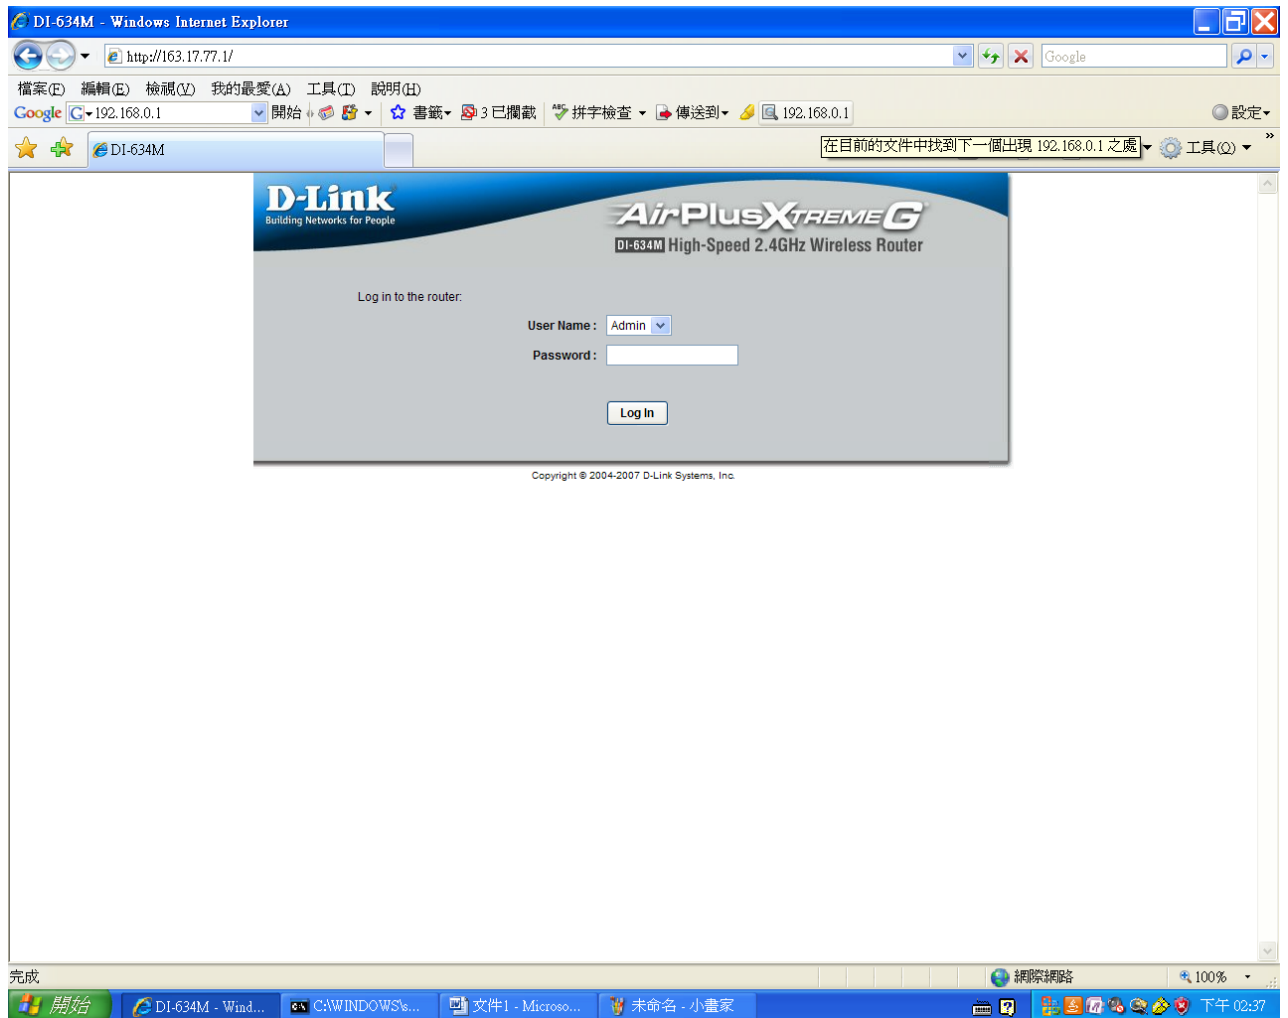 DI-634M - Windows Internet Explorer
http://163.17.77.1/
Google
檔案(F) 編輯(E) 檢視(V) 我的最愛(A) 工具(T) 說明(H)
Google G 192.168.0.1 開始 書籤 3 已攔截 拼字檢查 傳送到 192.168.0.1 設定
DI-634M
在目前的文件中找到下一個出現 192.168.0.1 之處
工具(O) »
D-Link
Building Networks for People
AirPlusXTREMEG
DI-634M High-Speed 2.4GHz Wireless Router
Log in to the router:
User Name : Admin
Password :
Log In
Copyright © 2004-2007 D-Link Systems, Inc.
完成 網際網路 100%
開始 DI-634M - Wind... C:\WINDOWS\s... 文件1 - Microso... 未命名 - 小畫家 下午 02:37